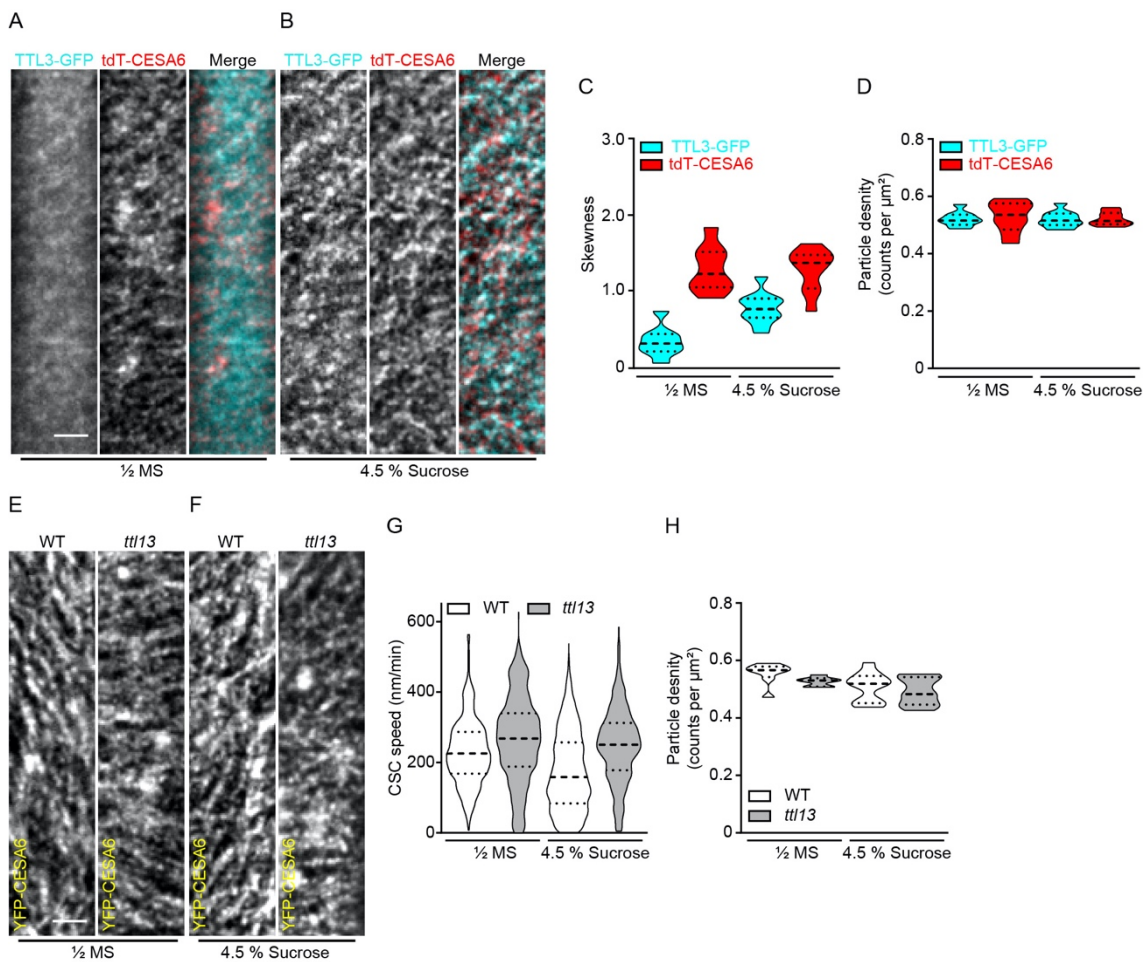 A
B
TTL3-GFP tdT-CESA6 Merge
TTL3-GFP tdT-CESA6 Merge
½ MS
4.5 % Sucrose
C
3.0
2.0
1.0
0
Skewness
TTL3-GFP
tdT-CESA6
½ MS
4.5 % Sucrose
D
0.8
0.6
0.4
0.2
0
Particle desnity
(counts per µm²)
TTL3-GFP
tdT-CESA6
½ MS
4.5 % Sucrose
E
F
WT
ttl13
WT
ttl13
YFP-CESA6
YFP-CESA6
YFP-CESA6
YFP-CESA6
½ MS
4.5 % Sucrose
G
WT
ttl13
600
400
200
0
CSC speed (nm/min)
½ MS
4.5 % Sucrose
H
0.8
0.6
0.4
0.2
0
Particle desnity
(counts per µm²)
WT
ttl13
½ MS
4.5 % Sucrose